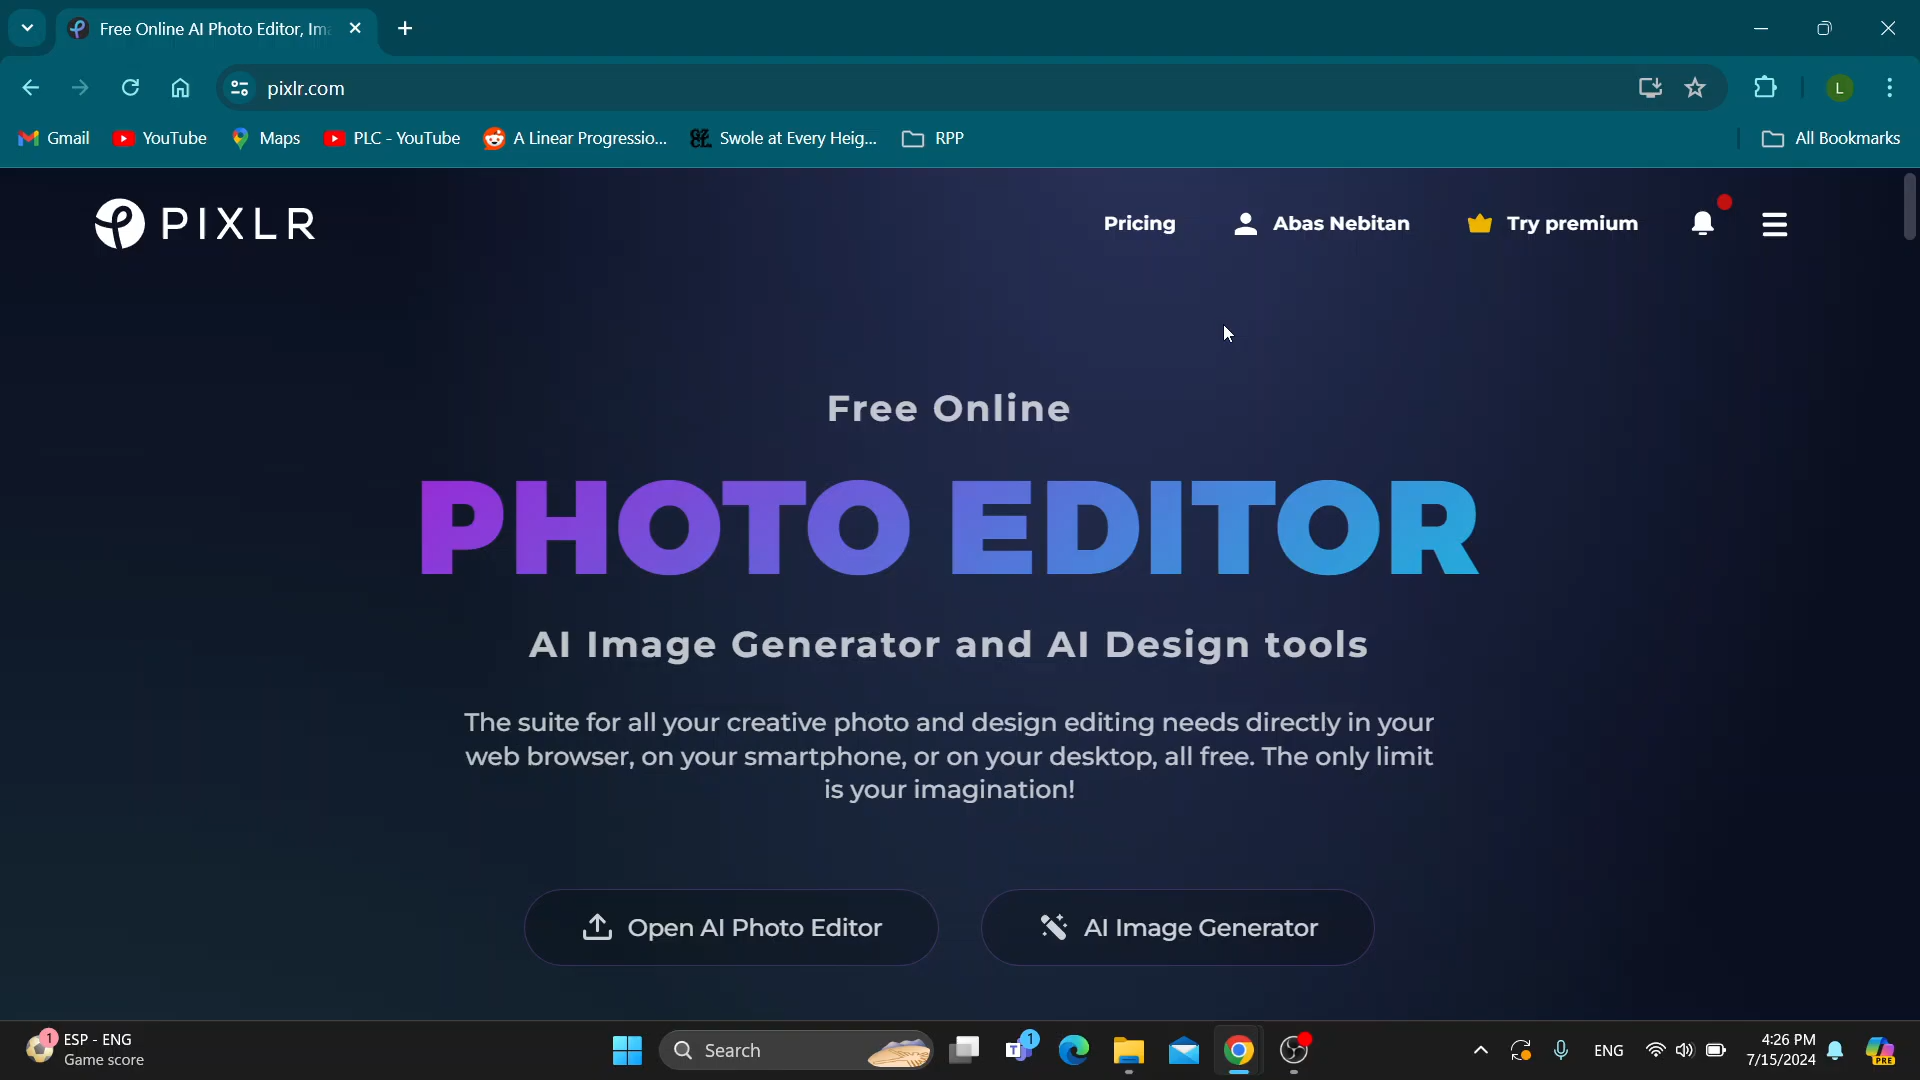 Free Online AI Photo Editor, Im
pixlr.com
L
Gmail
YouTube
Maps
PLC - YouTube
A Linear Progressio...
Swole at Every Heig...
RPP
All Bookmarks
PIXLR
Pricing
Abas Nebitan
Try premium
Free Online
PHOTO EDITOR
AI Image Generator and AI Design tools
The suite for all your creative photo and design editing needs directly in your
web browser, on your smartphone, or on your desktop, all free. The only limit
is your imagination!
Open AI Photo Editor
AI Image Generator
1
ESP - ENG
Game score
Search
1
T
ENG
4:26 PM
7/15/2024
PRE